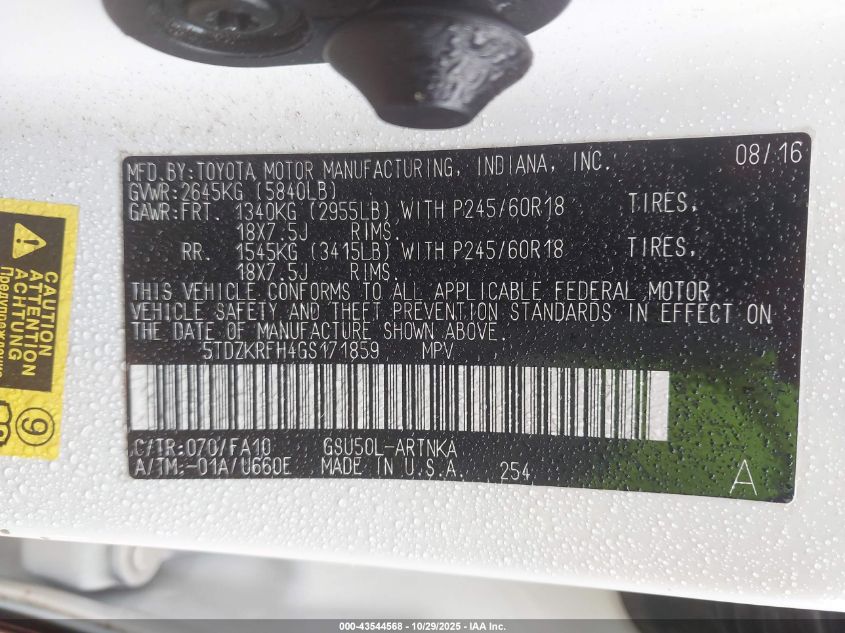 MFD.BY:TOYOTA MOTOR MANUFACTURING, INDIANA, INC. 08/16
GVWR:2645KG (5840LB)
GAWR:FRT. 1340KG (2955LB) WITH P245/60R18 TIRES,
18X7.5J RIMS.
RR. 1545KG (3415LB) WITH P245/60R18 TIRES,
18X7.5J RIMS.
THIS VEHICLE CONFORMS TO ALL APPLICABLE FEDERAL MOTOR
VEHICLE SAFETY AND THEFT PREVENTION STANDARDS IN EFFECT ON
THE DATE OF MANUFACTURE SHOWN ABOVE.
5TDZKRFH4GS171859 MPV
C/TR:070/FA10 GSU50L-ARTNKA
A/TM:-01A/U660E MADE IN U.S.A. 254 A
CAUTION
ATTENTION
ACHTUNG
9
000-43544568 | 10/29/2025 | IAA Inc.